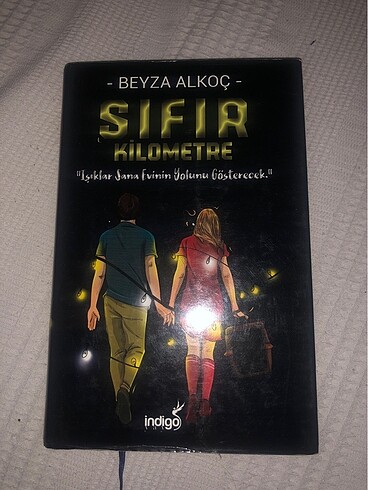 - BEYZA ALKOÇ -
SIFIR
KİLOMETRE
"Işıklar Sana Evinin Yolunu Gösterecek."
indigo